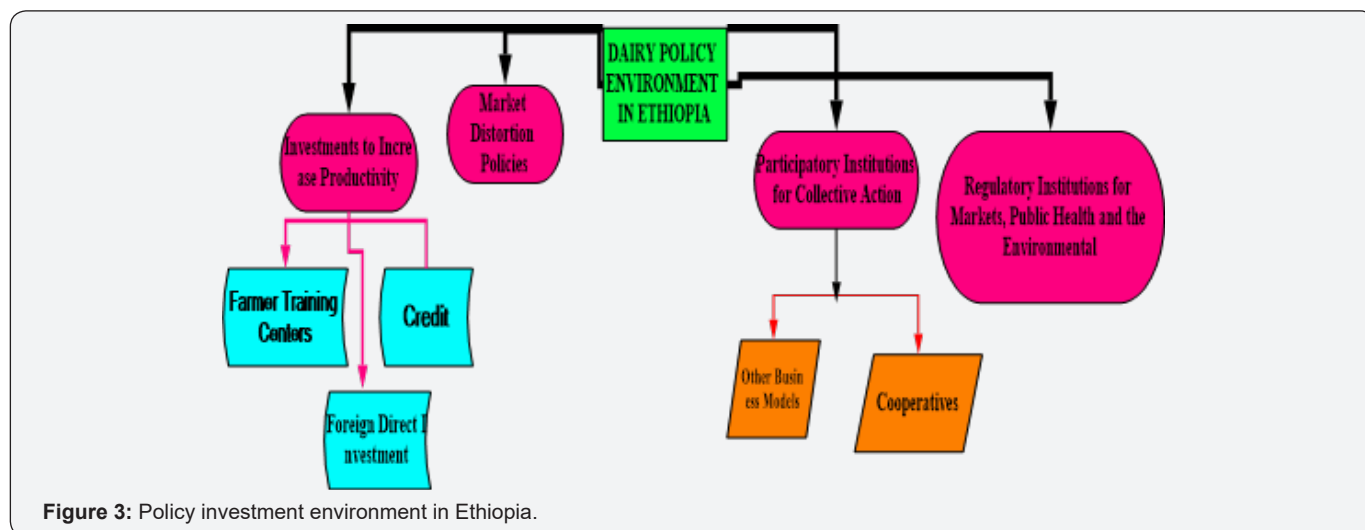 DAIRY POLICY
ENVIRONMENT
IN ETHIOPIA
Market
Distortion
Policies
Investments to Incre
ase Productivity
Participatory Institutions
for Collective Action
Regulatory Institutions for
Markets, Public Health and the
Environmental
Farmer Training
Centers
Credit
Other Busin
ess Models
Cooperatives
Foreign Direct I
nvestment
Figure 3: Policy investment environment in Ethiopia.